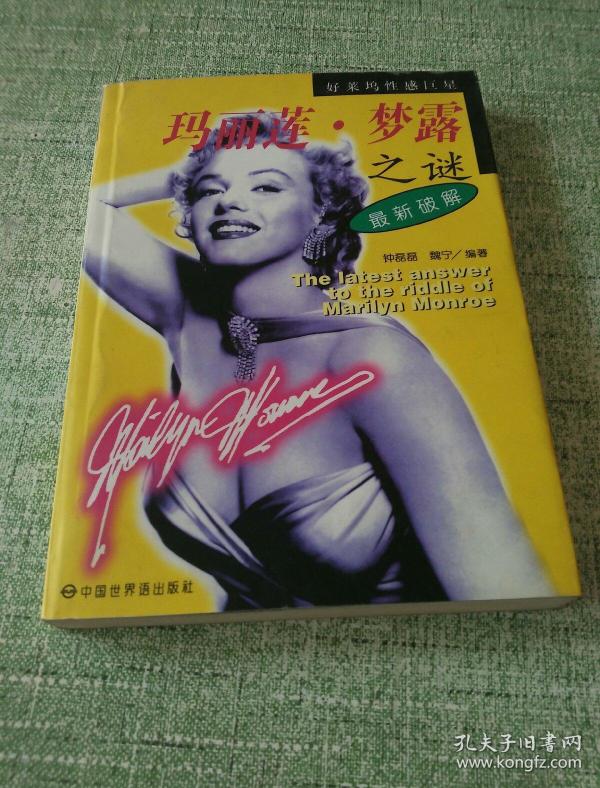 好莱坞性感巨星
玛丽莲·梦露
之谜
最新破解
钟磊磊 魏宁/编著
The latest answer
to the riddle of
Marilyn Monroe
Marilyn Monroe
中国世界语出版社
孔夫子旧书网
www.kongfz.com